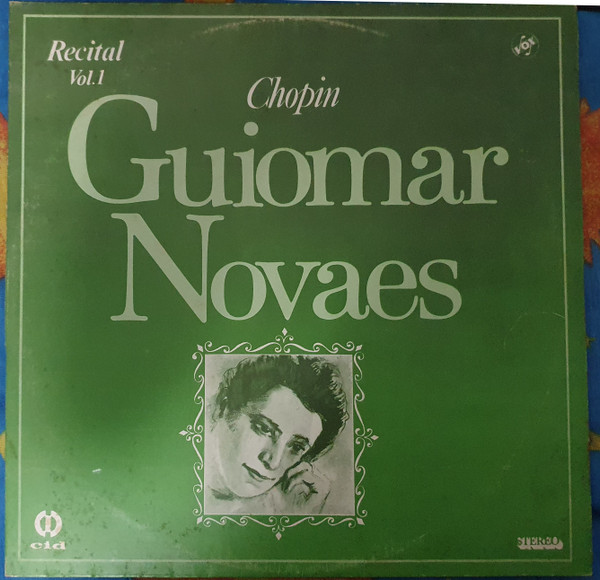 Recital
Vol.1
VOX
Chopin
Guiomar
Novaes
cid
STEREO